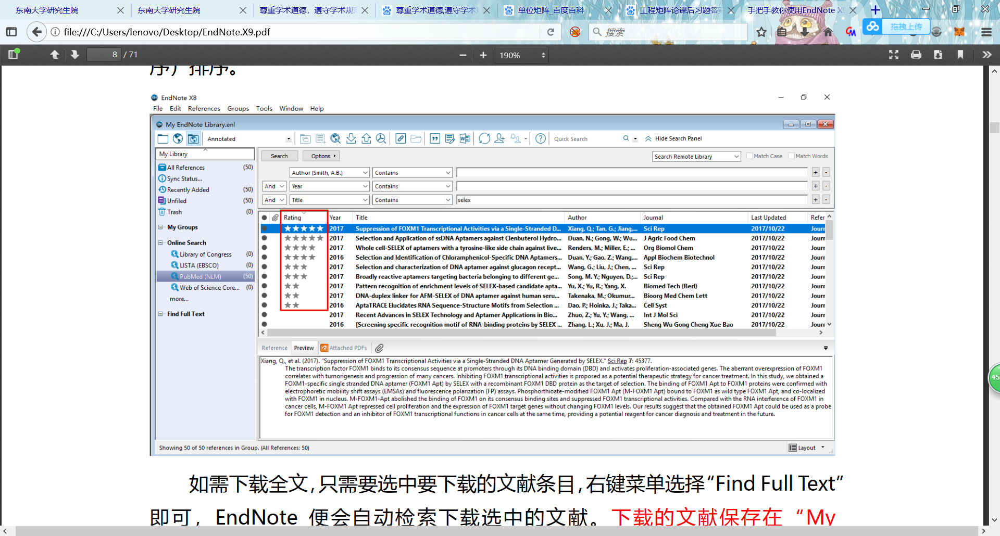 东南大学研究生院
东南大学研究生院
尊重学术道德，遵守学术规
尊重学术道德,遵守学术
单位矩阵_百度百科
工程矩阵论课后习题答
手把手教你使用EndNote X
file:///C:/Users/lenovo/Desktop/EndNote.X9.pdf
搜索
拖拽上传
8 / 71
190%
序）排序。
EndNote X8
File Edit References Groups Tools Window Help
My EndNote Library.enl
Annotated
Quick Search
Hide Search Panel
My Library
All References (50)
Sync Status...
Recently Added (50)
Unfiled (50)
Trash (0)
My Groups
Online Search
Library of Congress (0)
LISTA (EBSCO) (0)
PubMed (NLM) (50)
Web of Science Core... (0)
more...
Find Full Text
Search Options
Search Remote Library Match Case Match Words
Author (Smith, A.B.) Contains + -
And Year Contains + -
And Title Contains selex + -
Rating Year Title Author Journal Last Updated Refer
2017 Suppression of FOXM1 Transcriptional Activities via a Single-Stranded D... Xiang, Q.; Tan, G.; Jiang,... Sci Rep 2017/10/22 Journ
2017 Selection and Application of ssDNA Aptamers against Clenbuterol Hydro... Duan, N.; Gong, W.; Wu... J Agric Food Chem 2017/10/22 Journ
2017 Whole cell-SELEX of aptamers with a tyrosine-like side chain against live... Renders, M.; Miller, E.; ... Org Biomol Chem 2017/10/22 Journ
2016 Selection and Identification of Chloramphenicol-Specific DNA Aptamers... Duan, Y.; Gao, Z.; Wang,... Appl Biochem Biotechnol 2017/10/22 Journ
2017 Selection and characterization of DNA aptamer against glucagon recept... Wang, G.; Liu, J.; Chen, ... Sci Rep 2017/10/22 Journ
2017 Broadly reactive aptamers targeting bacteria belonging to different ge... Song, M. Y.; Nguyen, D.;... Sci Rep 2017/10/22 Journ
2017 Pattern recognition of enrichment levels of SELEX-based candidate apta... Yu, X.; Yu, R.; Yang, X. Biomed Tech (Berl) 2017/10/22 Journ
2017 DNA-duplex linker for AFM-SELEX of DNA aptamer against human seru... Takenaka, M.; Okumur... Bioorg Med Chem Lett 2017/10/22 Journ
2016 AptaTRACE Elucidates RNA Sequence-Structure Motifs from Selection ... Dao, P.; Hoinka, J.; Taka... Cell Syst 2017/10/22 Journ
2017 Recent Advances in SELEX Technology and Aptamer Applications in Bio... Zhuo, Z.; Yu, Y.; Wang, ... Int J Mol Sci 2017/10/22 Journ
2016 [Screening specific recognition motif of RNA-binding proteins by SELEX ... Zhang, L.; Xu, J.; Ma, J. Sheng Wu Gong Cheng Xue Bao 2017/10/22 Journ
Reference Preview Attached PDFs
Xiang, Q., et al. (2017). "Suppression of FOXM1 Transcriptional Activities via a Single-Stranded DNA Aptamer Generated by SELEX." Sci Rep 7: 45377.
The transcription factor FOXM1 binds to its consensus sequence at promoters through its DNA binding domain (DBD) and activates proliferation-associated genes. The aberrant overexpression of FOXM1
correlates with tumorigenesis and progression of many cancers. Inhibiting FOXM1 transcriptional activities is proposed as a potential therapeutic strategy for cancer treatment. In this study, we obtained a
FOXM1-specific single stranded DNA aptamer (FOXM1 Apt) by SELEX with a recombinant FOXM1 DBD protein as the target of selection. The binding of FOXM1 Apt to FOXM1 proteins were confirmed with
electrophoretic mobility shift assays (EMSAs) and fluorescence polarization (FP) assays. Phosphorthioate-modified FOXM1 Apt (M-FOXM1 Apt) bound to FOXM1 as wild type FOXM1 Apt, and co-localized
with FOXM1 in nucleus. M-FOXM1-Apt abolished the binding of FOXM1 on its consensus binding sites and suppressed FOXM1 transcriptional activities. Compared with the RNA interference of FOXM1 in
cancer cells, M-FOXM1 Apt repressed cell proliferation and the expression of FOXM1 target genes without changing FOXM1 levels. Our results suggest that the obtained FOXM1 Apt could be used as a probe
for FOXM1 detection and an inhibitor of FOXM1 transcriptional functions in cancer cells at the same time, providing a potential reagent for cancer diagnosis and treatment in the future.
Showing 50 of 50 references in Group. (All References: 50)
Layout
45
如需下载全文,只需要选中要下载的文献条目,右键菜单选择“Find Full Text”
即可，EndNote 便会自动检索下载选中的文献。下载的文献保存在“My